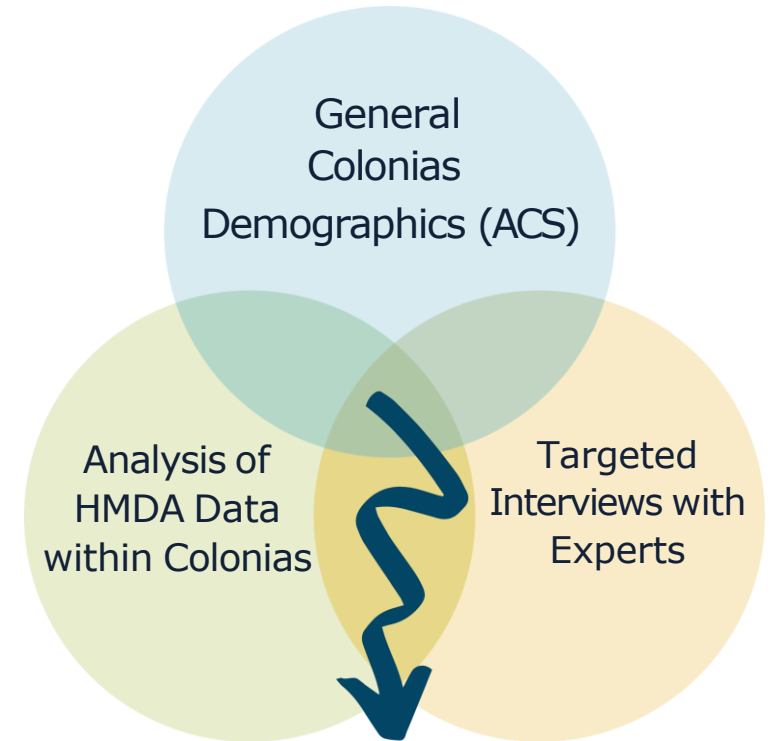 General
Colonias
Demographics (ACS)
Analysis of
HMDA Data
within Colonias
Targeted
Interviews with
Experts